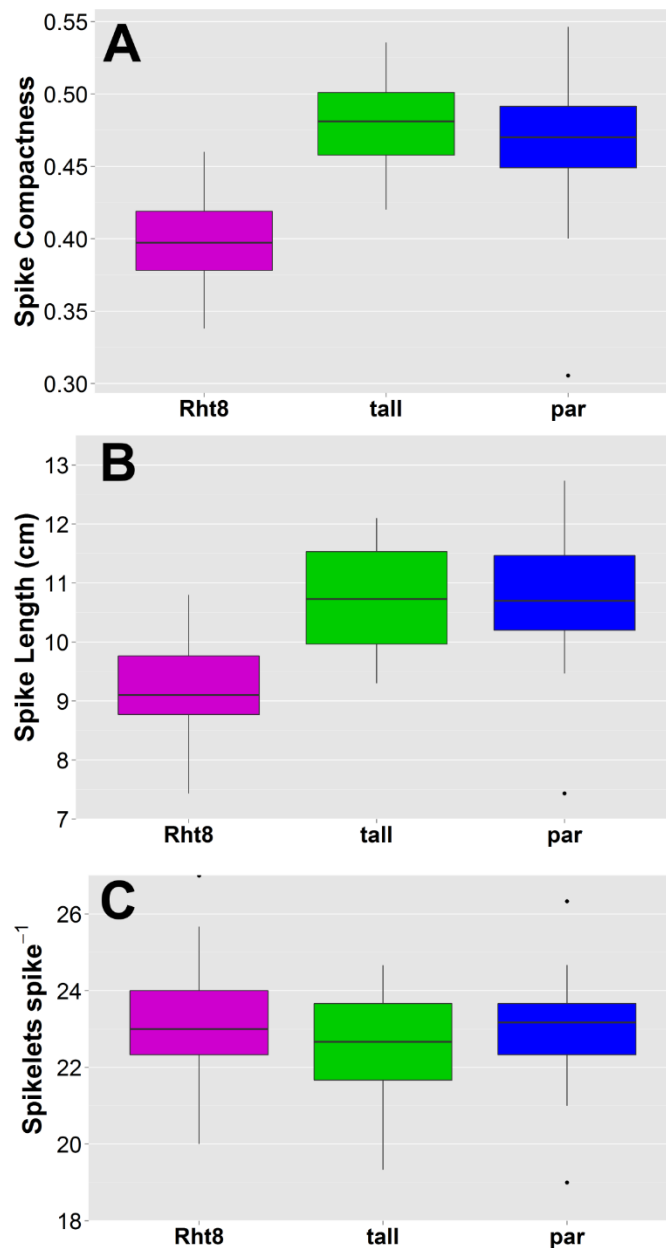 A
Spike Compactness
0.55
0.50
0.45
0.40
0.35
0.30
Rht8 tall par
B
Spike Length (cm)
13
12
11
10
9
8
7
Rht8 tall par
C
Spikelets spike⁻¹
26
24
22
20
18
Rht8 tall par